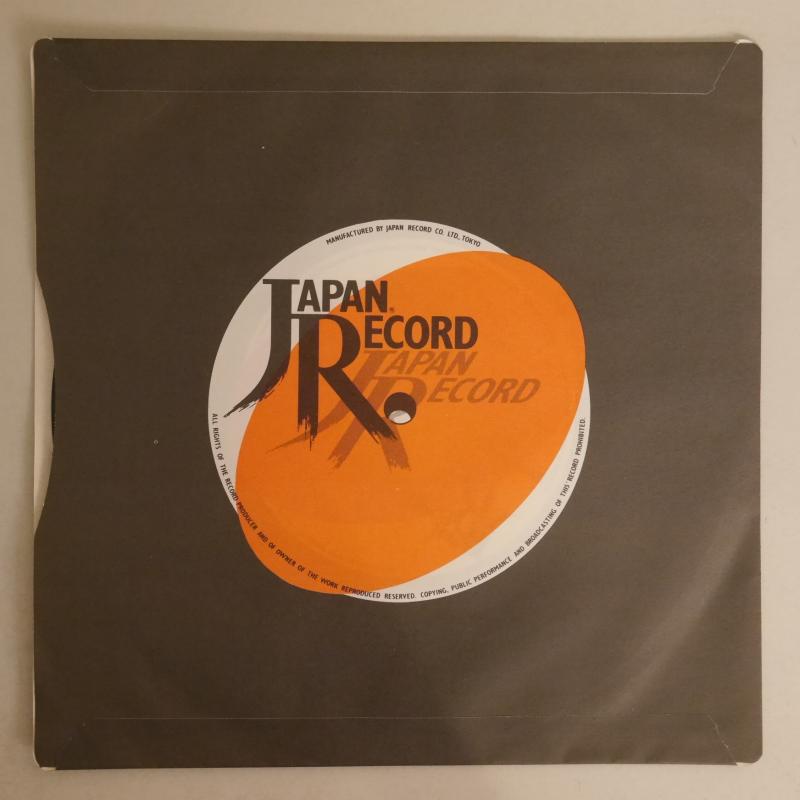 MANUFACTURED BY JAPAN RECORD CO. LTD., TOKYO
JAPAN
RECORD
JAPAN
RECORD
ALL RIGHTS OF THE RECORD PRODUCER AND OF OWNER OF THE WORK REPRODUCED RESERVED. COPYING, PUBLIC PERFORMANCE AND BROADCASTING OF THIS RECORD PROHIBITED.